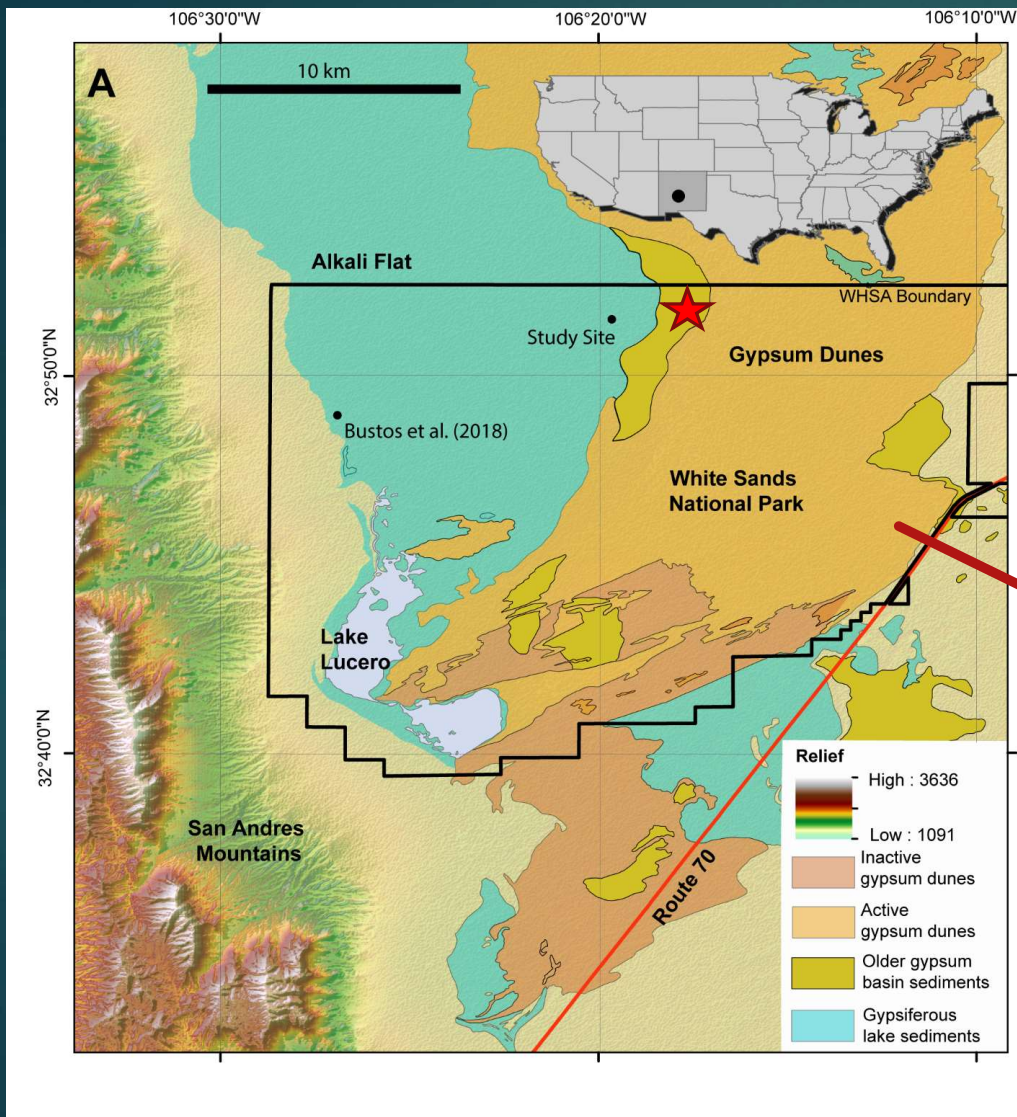 106°30'0"W
106°20'0"W
106°10'0"W
A
10 km
Alkali Flat
WHSA Boundary
Study Site
Gypsum Dunes
32°50'0"N
Bustos et al. (2018)
White Sands
National Park
Lake
Lucero
32°40'0"N
San Andres
Mountains
Route 70
Relief
High : 3636
Low : 1091
Inactive
gypsum dunes
Active
gypsum dunes
Older gypsum
basin sediments
Gypsiferous
lake sediments